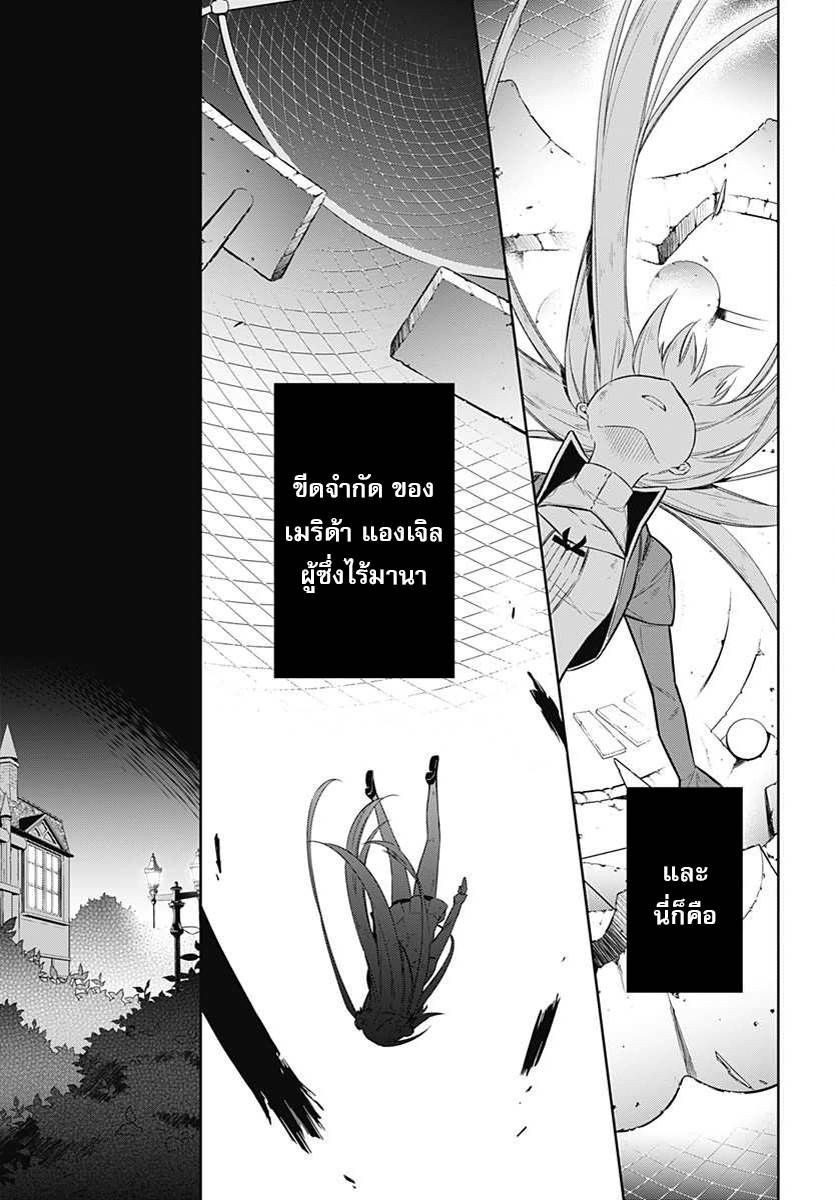 และ
นี่ก็คือ
ขีดจำกัด ของ
เมริด้า แองเจิล
ผู้ซึ่งไร้มานา